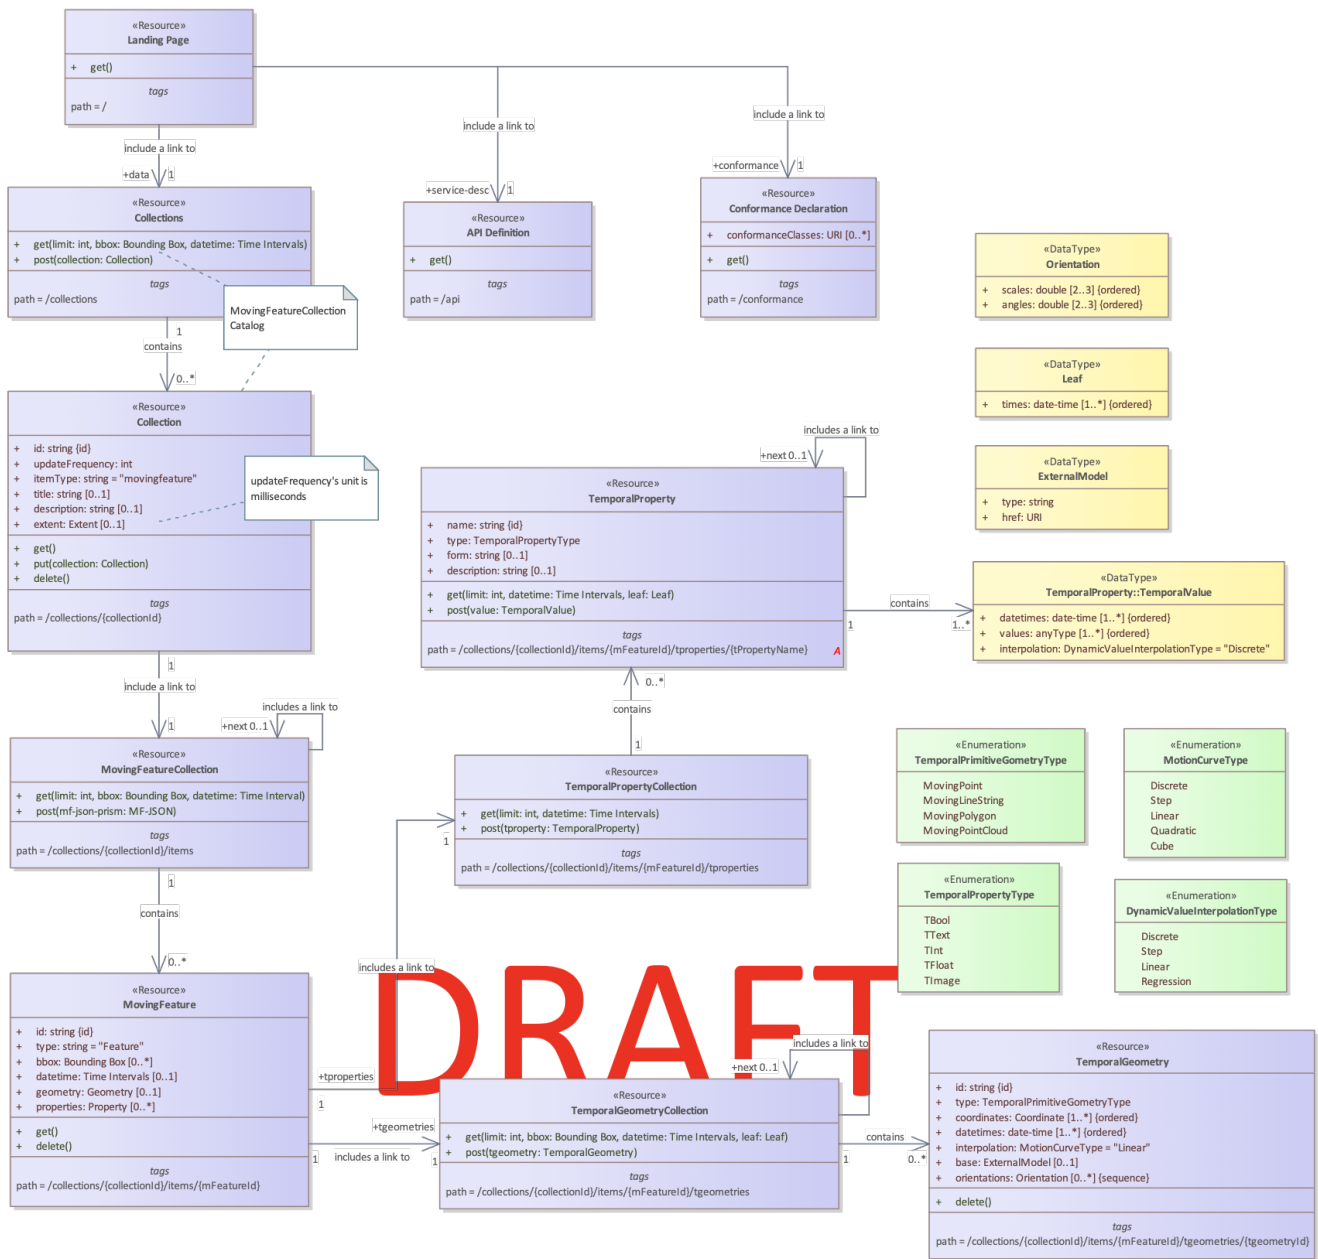 «Resource»
Landing Page
+ get()
tags
path = /
include a link to
+data
1
include a link to
+service-desc
1
include a link to
+conformance
1
«Resource»
Collections
+ get(limit: int, bbox: Bounding Box, datetime: Time Intervals)
+ post(collection: Collection)
tags
path = /collections
MovingFeatureCollection
Catalog
«Resource»
API Definition
+ get()
tags
path = /api
«Resource»
Conformance Declaration
+ conformanceClasses: URI [0..*]
+ get()
tags
path = /conformance
«DataType»
Orientation
+ scales: double [2..3] {ordered}
+ angles: double [2..3] {ordered}
1
contains
0..*
«DataType»
Leaf
+ times: date-time [1..*] {ordered}
«Resource»
Collection
+ id: string {id}
+ updateFrequency: int
+ itemType: string = "movingfeature"
+ title: string [0..1]
+ description: string [0..1]
+ extent: Extent [0..1]
+ get()
+ put(collection: Collection)
+ delete()
tags
path = /collections/{collectionId}
updateFrequency's unit is
milliseconds
includes a link to
+next 0..1
«Resource»
TemporalProperty
+ name: string {id}
+ type: TemporalPropertyType
+ form: string [0..1]
+ description: string [0..1]
+ get(limit: int, datetime: Time Intervals, leaf: Leaf)
+ post(value: TemporalValue)
tags
path = /collections/{collectionId}/items/{mFeatureId}/tproperties/{tPropertyName}
A
«DataType»
ExternalModel
+ type: string
+ href: URI
contains
1
1..*
«DataType»
TemporalProperty::TemporalValue
+ datetimes: date-time [1..*] {ordered}
+ values: anyType [1..*] {ordered}
+ interpolation: DynamicValueInterpolationType = "Discrete"
1
include a link to
1
includes a link to
+next 0..1
0..*
contains
1
«Resource»
MovingFeatureCollection
+ get(limit: int, bbox: Bounding Box, datetime: Time Interval)
+ post(mf-json-prism: MF-JSON)
tags
path = /collections/{collectionId}/items
«Resource»
TemporalPropertyCollection
+ get(limit: int, datetime: Time Intervals)
+ post(tproperty: TemporalProperty)
tags
path = /collections/{collectionId}/items/{mFeatureId}/tproperties
1
«Enumeration»
TemporalPrimitiveGometryType
MovingPoint
MovingLineString
MovingPolygon
MovingPointCloud
«Enumeration»
MotionCurveType
Discrete
Step
Linear
Quadratic
Cube
«Enumeration»
TemporalPropertyType
TBool
TText
TInt
TFloat
TImage
«Enumeration»
DynamicValueInterpolationType
Discrete
Step
Linear
Regression
1
contains
0..*
includes a link to
DRAFT
«Resource»
MovingFeature
+ id: string {id}
+ type: string = "Feature"
+ bbox: Bounding Box [0..*]
+ datetime: Time Intervals [0..1]
+ geometry: Geometry [0..1]
+ properties: Property [0..*]
+ get()
+ delete()
tags
path = /collections/{collectionId}/items/{mFeatureId}
+tproperties
1
+tgeometries
1
includes a link to
1
includes a link to
+next 0..1
«Resource»
TemporalGeometryCollection
+ get(limit: int, bbox: Bounding Box, datetime: Time Intervals, leaf: Leaf)
+ post(tgeometry: TemporalGeometry)
tags
path = /collections/{collectionId}/items/{mFeatureId}/tgeometries
contains
1
0..*
«Resource»
TemporalGeometry
+ id: string {id}
+ type: TemporalPrimitiveGometryType
+ coordinates: Coordinate [1..*] {ordered}
+ datetimes: date-time [1..*] {ordered}
+ interpolation: MotionCurveType = "Linear"
+ base: ExternalModel [0..1]
+ orientations: Orientation [0..*] {sequence}
+ delete()
tags
path = /collections/{collectionId}/items/{mFeatureId}/tgeometries/{tgeometryId}